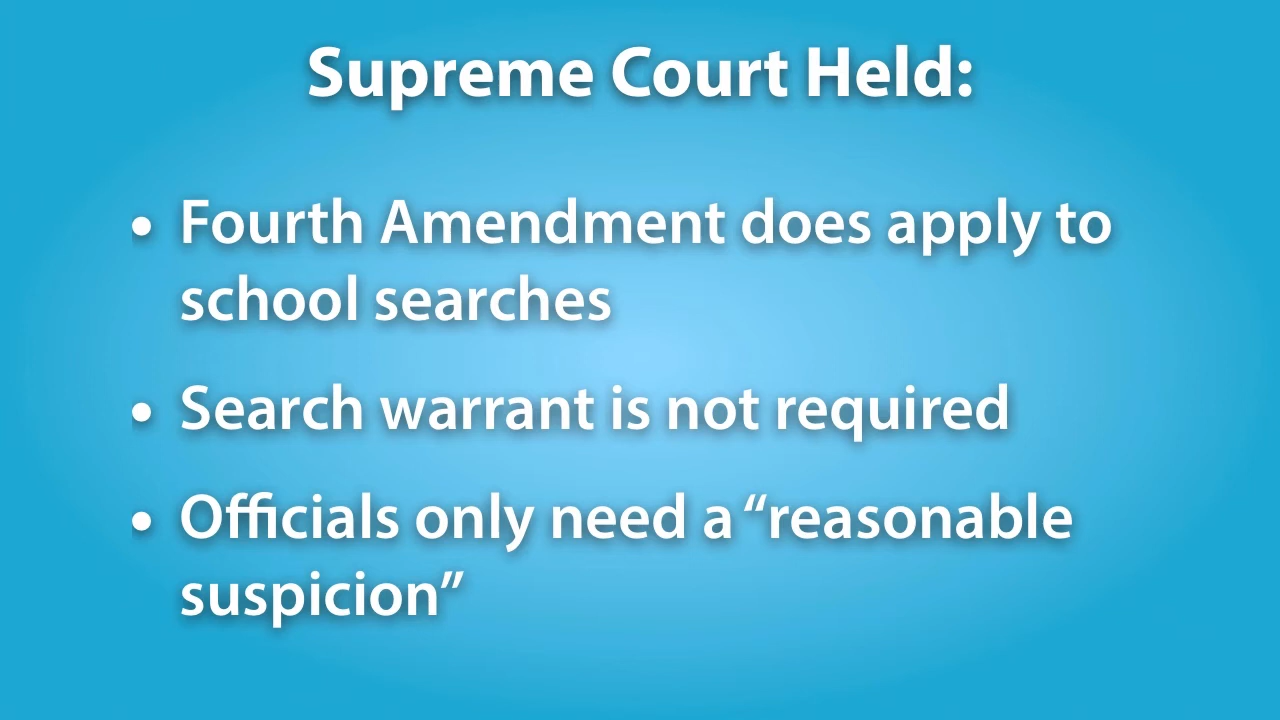 Supreme Court Held:
• Fourth Amendment does apply to
school searches
• Search warrant is not required
• Officials only need a “reasonable
suspicion”